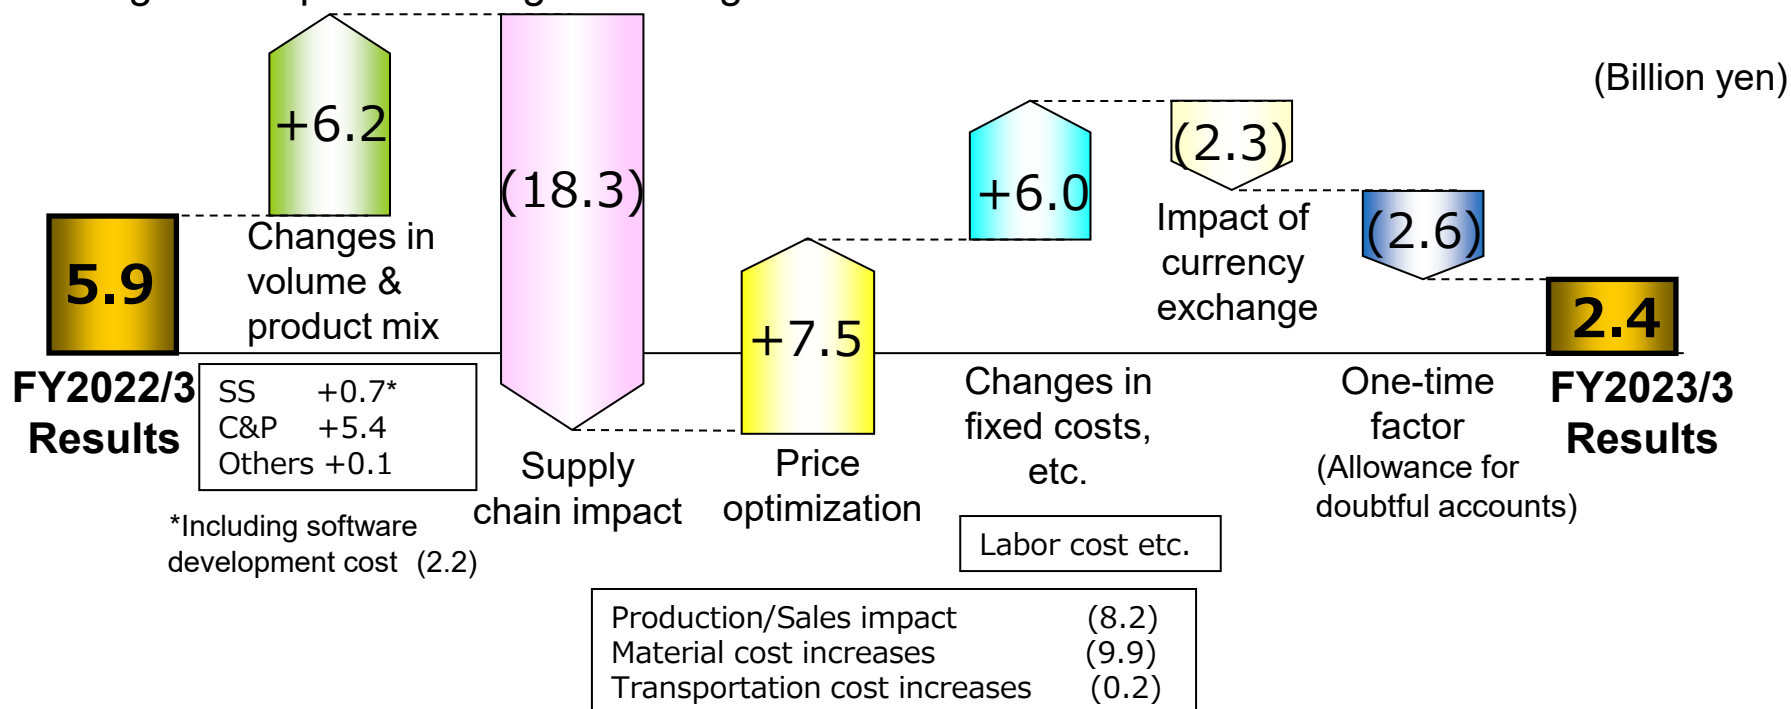 (Billion yen)
+6.2
(18.3)
+6.0
(2.3)
(2.6)
5.9
+7.5
2.4
Changes in
volume &
product mix
Impact of
currency
exchange
FY2022/3
Results
SS +0.7*
C&P +5.4
Others +0.1
*Including software
development cost (2.2)
Supply
chain impact
Price
optimization
Changes in
fixed costs,
etc.
Labor cost etc.
One-time
factor
(Allowance for
doubtful accounts)
FY2023/3
Results
Production/Sales impact (8.2)
Material cost increases (9.9)
Transportation cost increases (0.2)